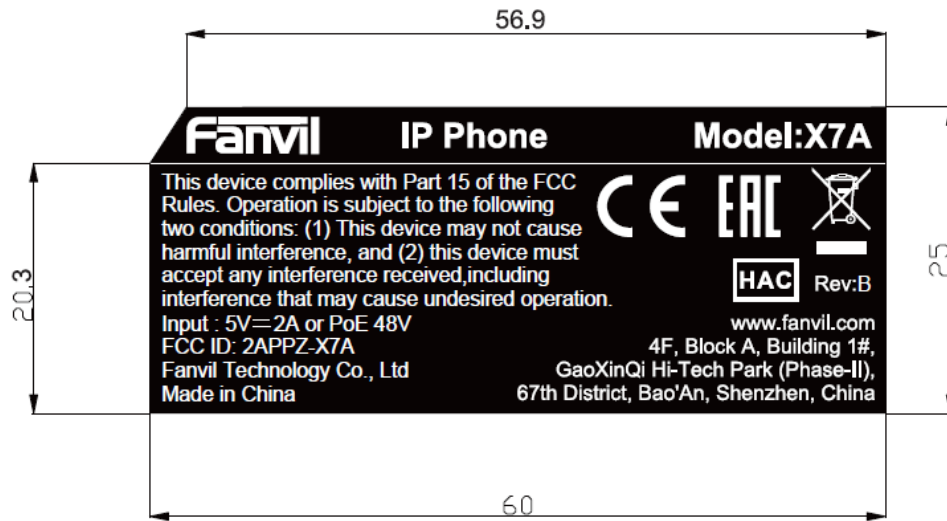 56.9
Fanvil IP Phone Model:X7A
This device complies with Part 15 of the FCC
Rules. Operation is subject to the following
two conditions: (1) This device may not cause
harmful interference, and (2) this device must
accept any interference received,including
interference that may cause undesired operation.
Input : 5V⎓2A or PoE 48V
FCC ID: 2APPZ-X7A
Fanvil Technology Co., Ltd
Made in China
CE EAC
HAC Rev:B
www.fanvil.com
4F, Block A, Building 1#,
GaoXinQi Hi-Tech Park (Phase-II),
67th District, Bao'An, Shenzhen, China
20.3
25
60